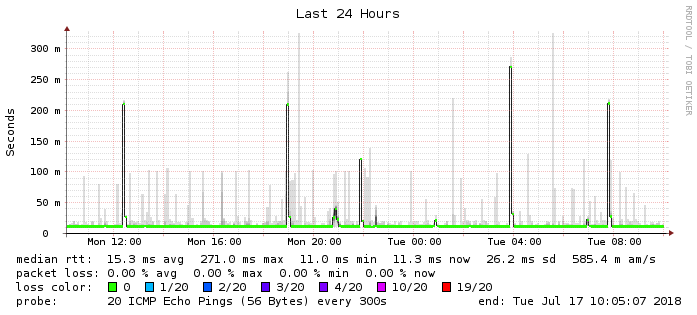 Last 24 Hours
RRDTOOL / TOBI OETIKER
Seconds
300 m
250 m
200 m
150 m
100 m
50 m
0
Mon 12:00 Mon 16:00 Mon 20:00 Tue 00:00 Tue 04:00 Tue 08:00
median rtt: 15.3 ms avg 271.0 ms max 11.0 ms min 11.3 ms now 26.2 ms sd 585.4 m am/s
packet loss: 0.00 % avg 0.00 % max 0.00 % min 0.00 % now
loss color: 0 1/20 2/20 3/20 4/20 10/20 19/20
probe: 20 ICMP Echo Pings (56 Bytes) every 300s end: Tue Jul 17 10:05:07 2018